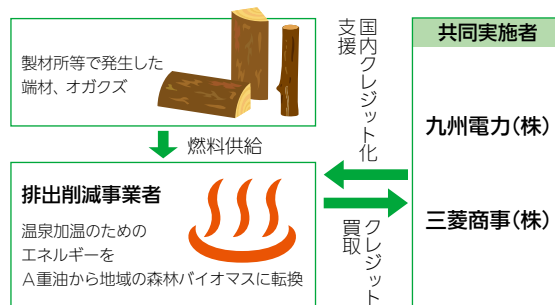 製材所等で発生した
端材、オガクズ
燃料供給
排出削減事業者
温泉加温のための
エネルギーを
A重油から地域の森林バイオマスに転換
国内クレジット化
支援
クレジット
買取
共同実施者
九州電力(株)
三菱商事(株)